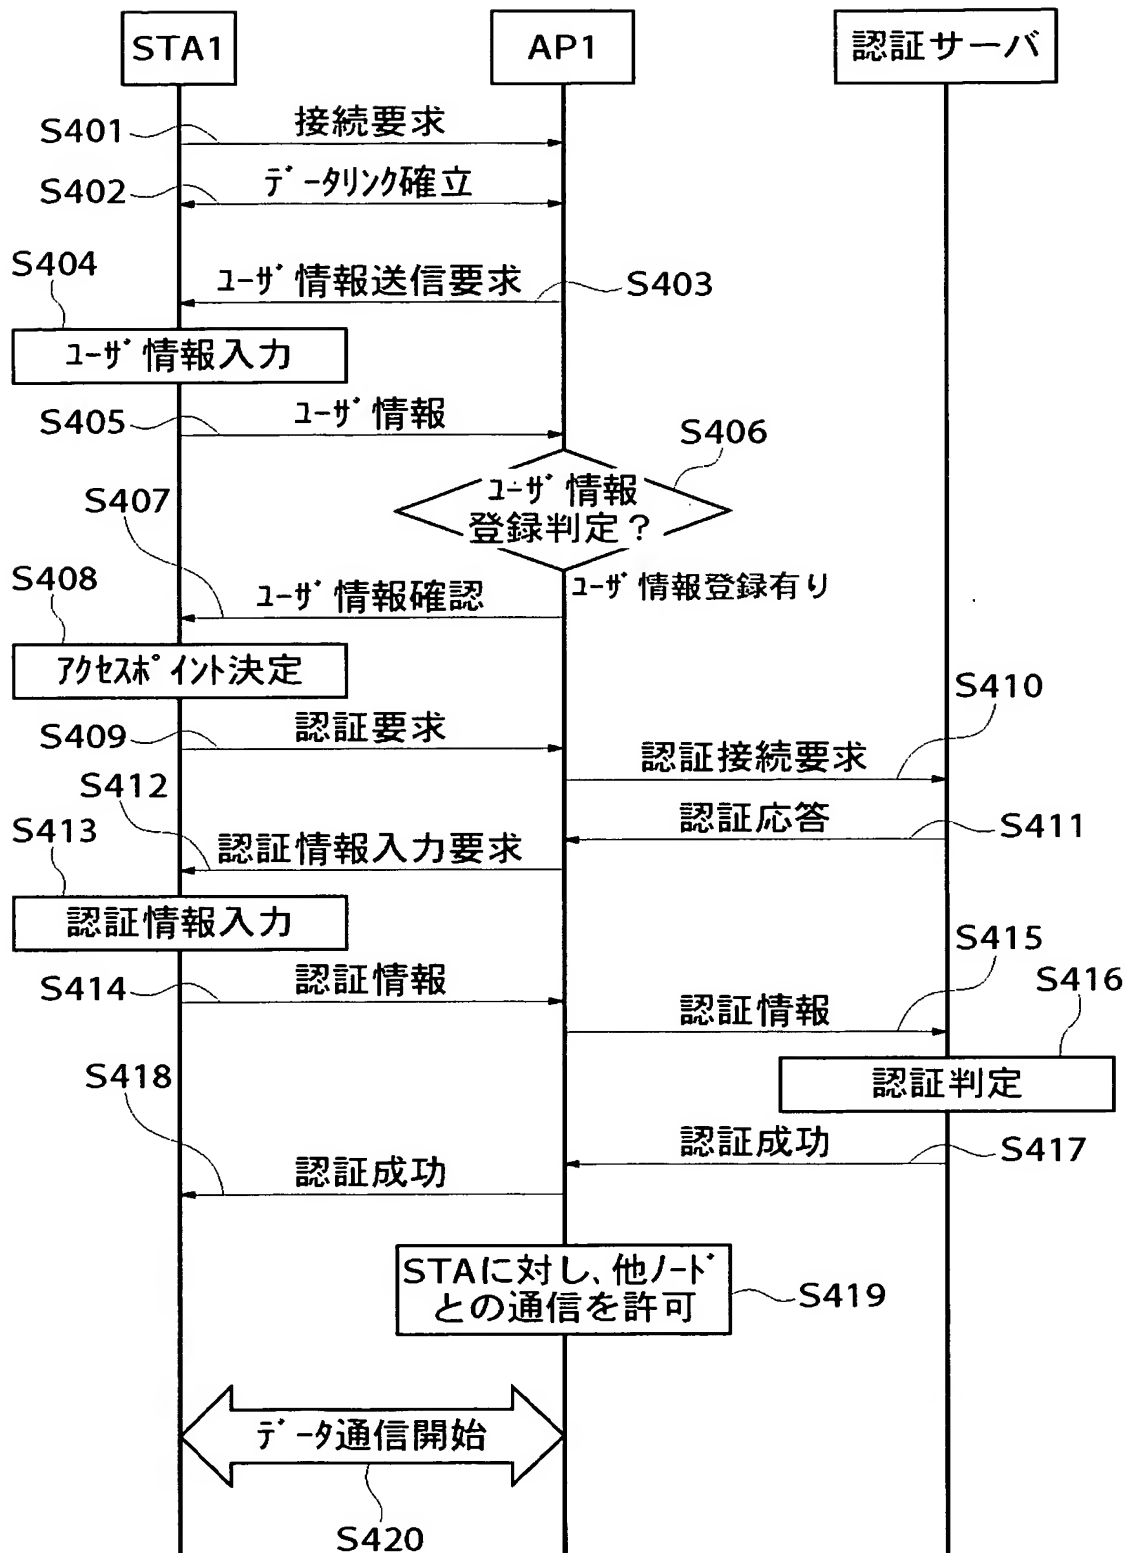 STA1
AP1
認証サーバ
S401
接続要求
S402
データリンク確立
S404
ユーザ情報送信要求
S403
ユーザ情報入力
S405
ユーザ情報
S406
S407
ユーザ情報
登録判定?
S408
ユーザ情報確認
ユーザ情報登録有り
アクセスポイント決定
S409
認証要求
S410
認証接続要求
S412
認証応答
S411
S413
認証情報入力要求
認証情報入力
S414
認証情報
S415
認証情報
S416
認証判定
S418
認証成功
S417
認証成功
STAに対し、他ノード
との通信を許可
S419
データ通信開始
S420